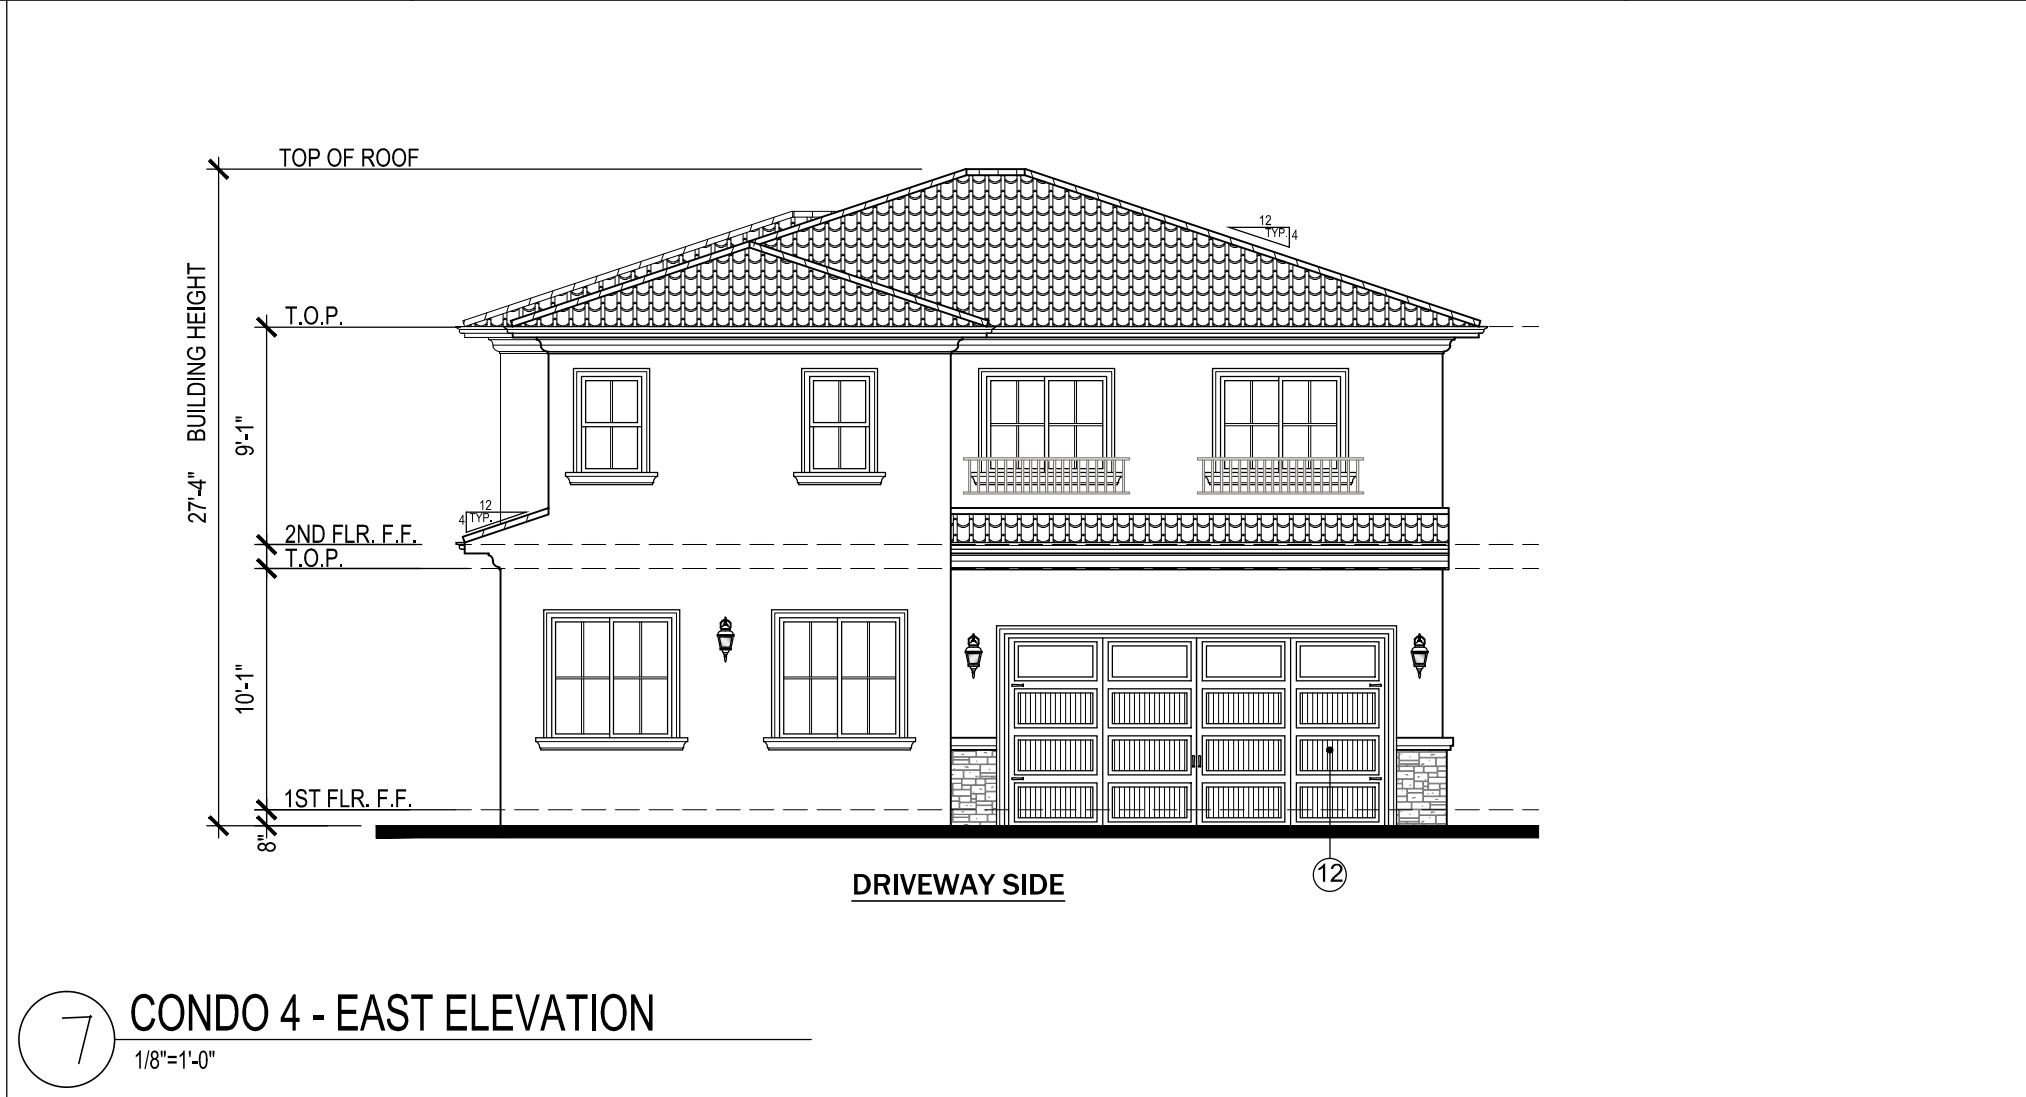 TOP OF ROOF
12
TYP. 4
T.O.P.
27'-4" BUILDING HEIGHT
9'-1"
12
4 TYP.
2ND FLR. F.F.
T.O.P.
10'-1"
1ST FLR. F.F.
8"
DRIVEWAY SIDE
12
7
CONDO 4 - EAST ELEVATION
1/8"=1'-0"